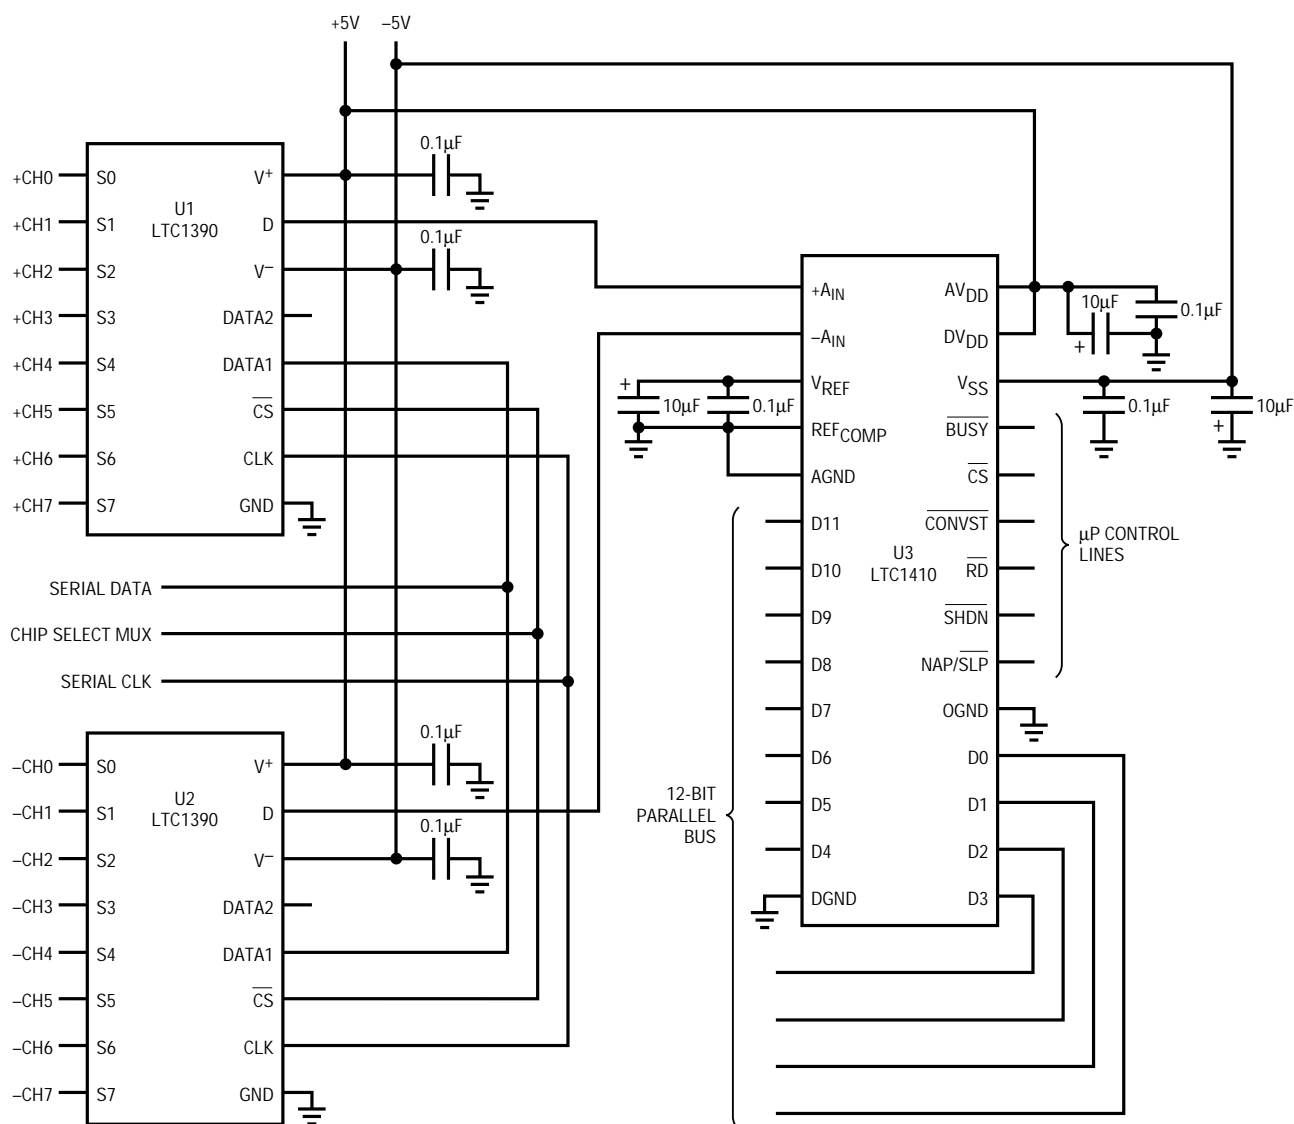 +5V
–5V
0.1µF
+CH0
S0
V+
+CH1
S1
U1
LTC1390
D
0.1µF
+CH2
S2
V–
+CH3
S3
DATA2
+CH4
S4
DATA1
+CH5
S5
CS
+CH6
S6
CLK
+CH7
S7
GND
SERIAL DATA
CHIP SELECT MUX
SERIAL CLK
0.1µF
–CH0
S0
V+
–CH1
S1
U2
LTC1390
D
0.1µF
–CH2
S2
V–
–CH3
S3
DATA2
–CH4
S4
DATA1
–CH5
S5
CS
–CH6
S6
CLK
–CH7
S7
GND
+AIN
AVDD
10µF
0.1µF
–AIN
DVDD
+
+
VREF
VSS
10µF
0.1µF
0.1µF
10µF
+
REFCOMP
BUSY
AGND
CS
D11
CONVST
U3
LTC1410
µP CONTROL
LINES
D10
RD
D9
SHDN
D8
NAP/SLP
D7
OGND
D6
D0
12-BIT
PARALLEL
BUS
D5
D1
D4
D2
DGND
D3